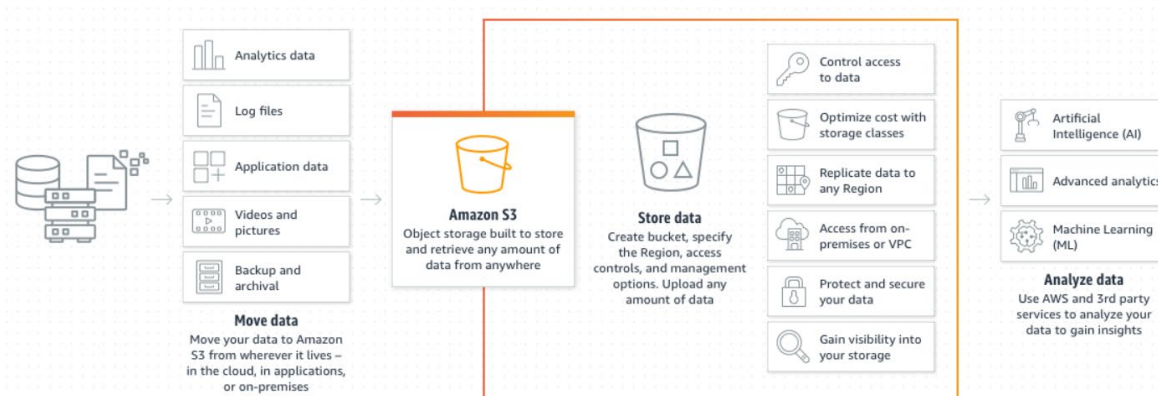 Analytics data
Log files
Application data
Videos and
pictures
Backup and
archival
Move data
Move your data to Amazon
S3 from wherever it lives –
in the cloud, in applications,
or on-premises
Amazon S3
Object storage built to store
and retrieve any amount of
data from anywhere
Store data
Create bucket, specify
the Region, access
controls, and management
options. Upload any
amount of data
Control access
to data
Optimize cost with
storage classes
Replicate data to
any Region
Access from on-
premises or VPC
Protect and secure
your data
Gain visibility into
your storage
Artificial
Intelligence (AI)
Advanced analytics
Machine Learning
(ML)
Analyze data
Use AWS and 3rd party
services to analyze your
data to gain insights